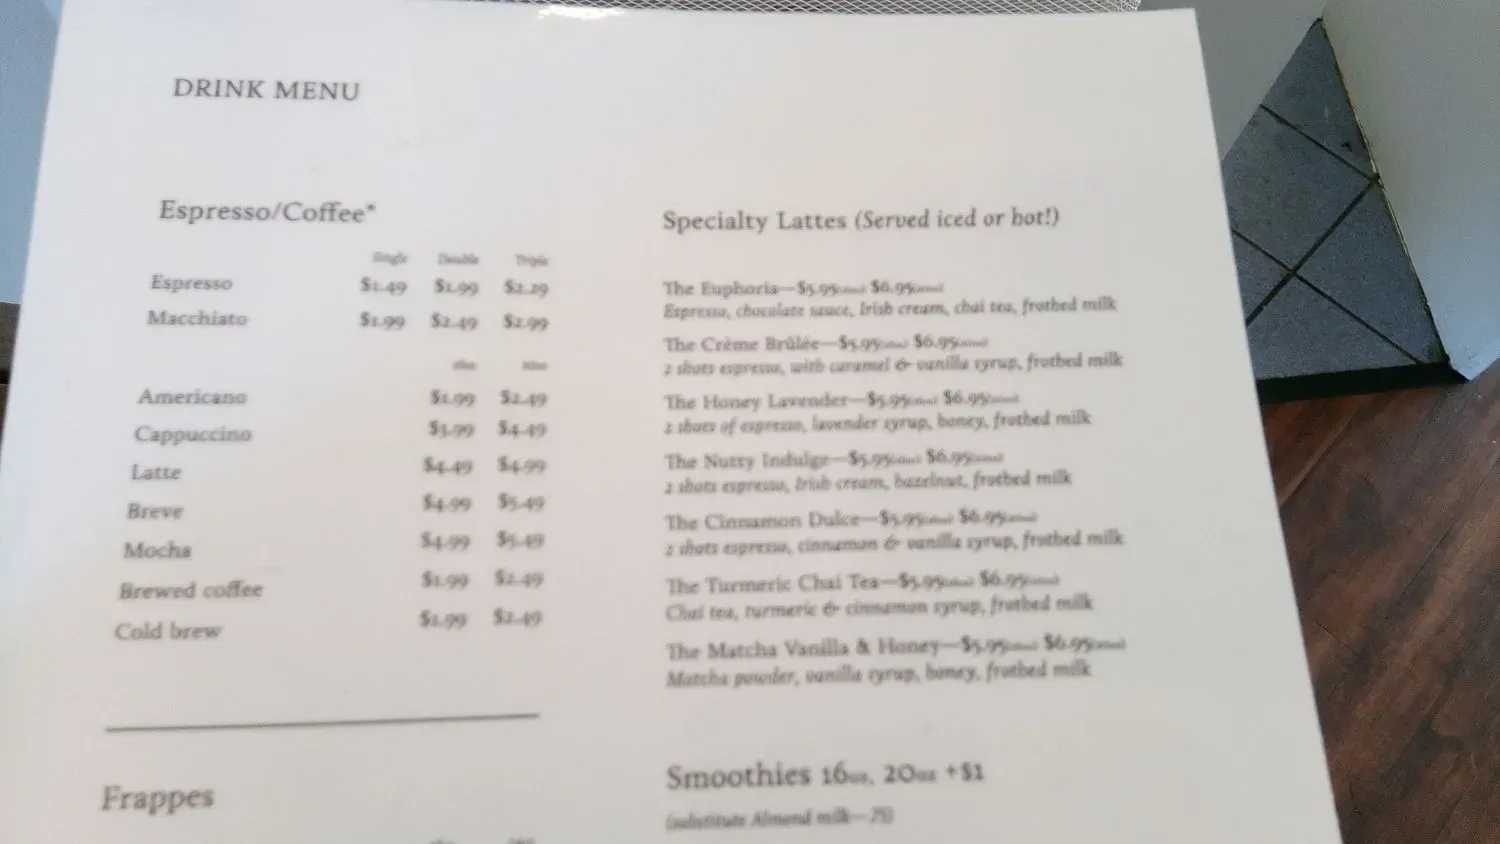 DRINK MENU
Espresso/Coffee*
Single Double Triple
Espresso $1.49 $1.99 $2.29
Macchiato $1.99 $2.49 $2.99
Americano $1.99 $2.49
Cappuccino $3.99 $4.49
Latte $4.49 $4.99
Breve $4.99 $5.49
Mocha $4.99 $5.49
Brewed coffee $1.99 $2.49
Cold brew $1.99 $2.49
Frappes
Specialty Lattes (Served iced or hot!)
The Euphoria—$5.95 $6.95
Espresso, chocolate sauce, Irish cream, chai tea, frothed milk
The Crème Brûlée—$5.95 $6.95
2 shots espresso, with caramel & vanilla syrup, frothed milk
The Honey Lavender—$5.95 $6.95
2 shots of espresso, lavender syrup, honey, frothed milk
The Nutty Indulge—$5.95 $6.95
2 shots espresso, Irish cream, hazelnut, frothed milk
The Cinnamon Dulce—$5.95 $6.95
2 shots espresso, cinnamon & vanilla syrup, frothed milk
The Turmeric Chai Tea—$5.95 $6.95
Chai tea, turmeric & cinnamon syrup, frothed milk
The Matcha Vanilla & Honey—$5.95 $6.95
Matcha powder, vanilla syrup, honey, frothed milk
Smoothies 16oz, 20oz +$1
(substitute Almond milk—.75)